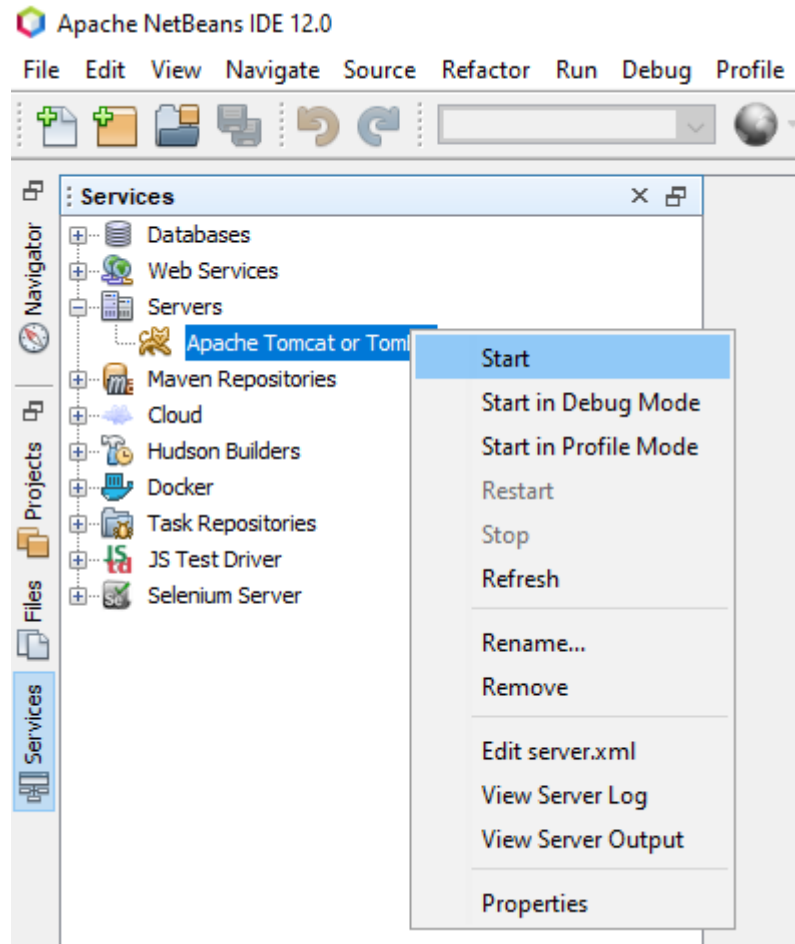 Apache NetBeans IDE 12.0
File Edit View Navigate Source Refactor Run Debug Profile
Services
Navigator
Projects
Files
Services
Databases
Web Services
Servers
Apache Tomcat or
Maven Repositories
Cloud
Hudson Builders
Docker
Task Repositories
JS Test Driver
Selenium Server
Start
Start in Debug Mode
Start in Profile Mode
Restart
Stop
Refresh
Rename...
Remove
Edit server.xml
View Server Log
View Server Output
Properties